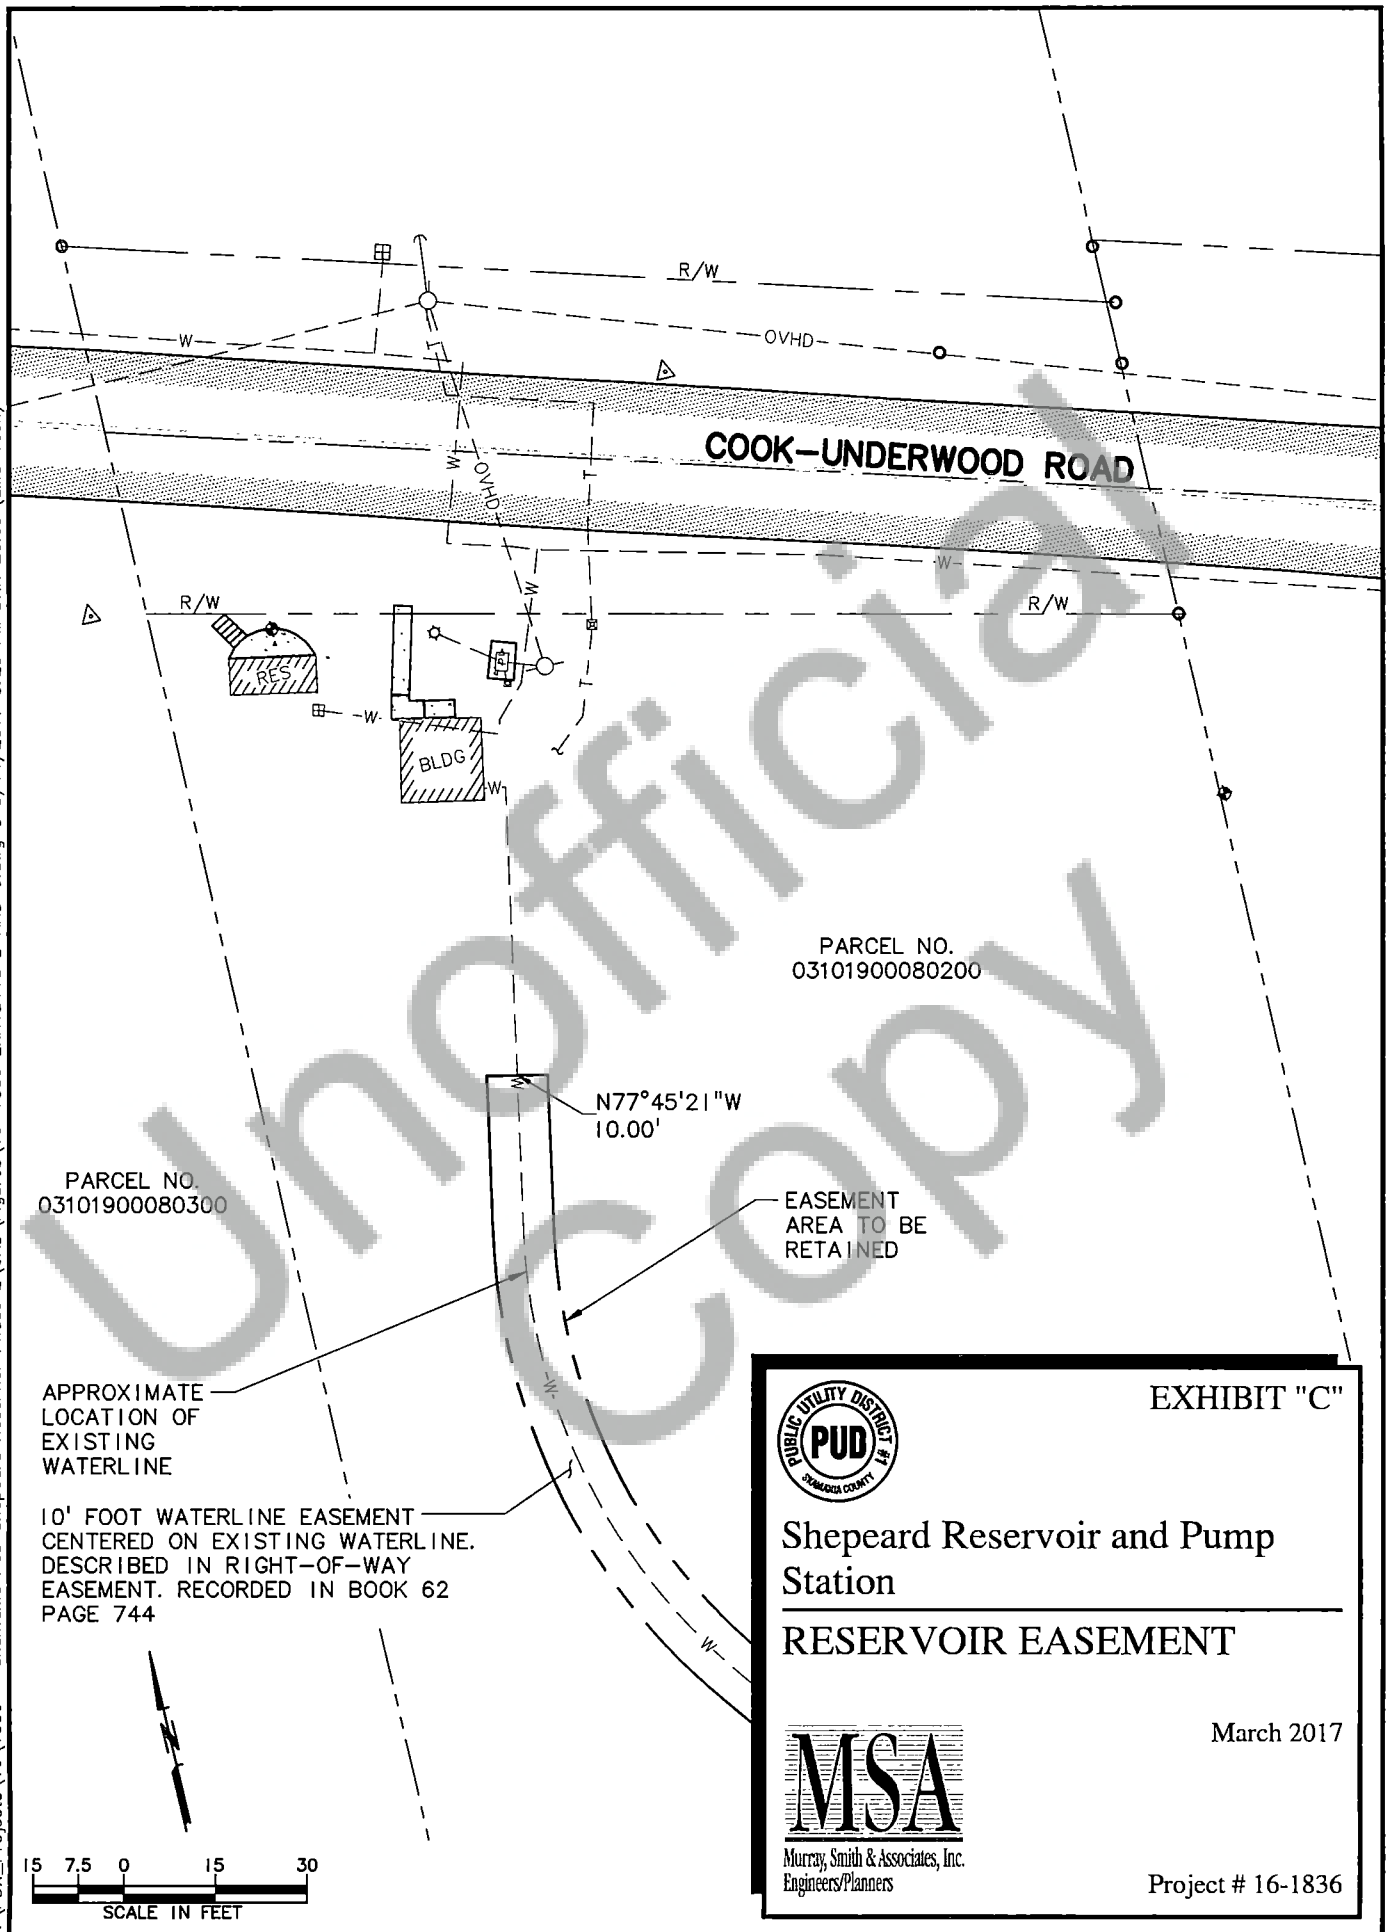 R/W
W
OVHD
T
COOK-UNDERWOOD ROAD
W
OVHD
T
W
W
R/W
R/W
RES
W
T
BLDG
W
PARCEL NO.
03101900080200
W
N77°45'21"W
10.00'
PARCEL NO.
03101900080300
EASEMENT
AREA TO BE
RETAINED
APPROXIMATE
LOCATION OF
EXISTING
WATERLINE
W
10' FOOT WATERLINE EASEMENT
CENTERED ON EXISTING WATERLINE.
DESCRIBED IN RIGHT-OF-WAY
EASEMENT. RECORDED IN BOOK 62
PAGE 744
W
N
15 7.5 0 15 30
SCALE IN FEET
EXHIBIT "C"
PUBLIC UTILITY DISTRICT #1
PUD
SKAMANIA COUNTY
Shepeard Reservoir and Pump
Station
RESERVOIR EASEMENT
March 2017
MSA
Murray, Smith & Associates, Inc.
Engineers/Planners
Project # 16-1836
Unofficial
Copy